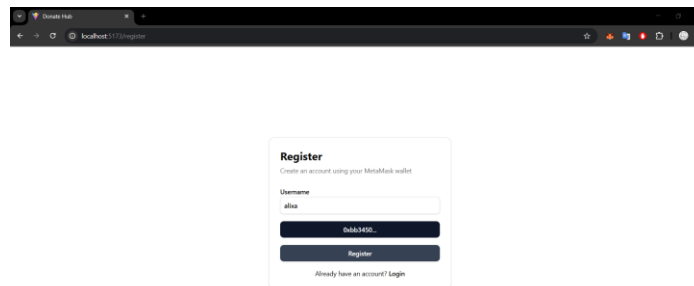 Donate Hub
localhost:5173/register
Register
Create an account using your MetaMask wallet
Username
alisa
0xbb3450...
Register
Already have an account? Login